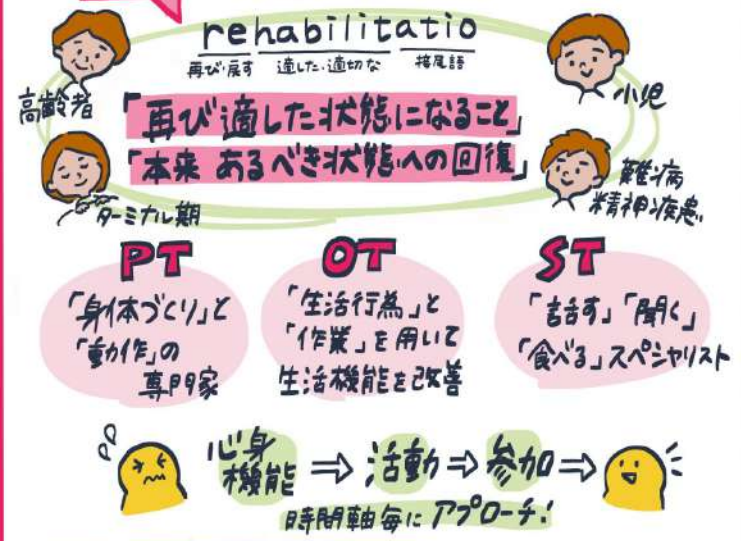 rehabilitatio
再び・戻す 適した・適切な 接尾語
高齢者
小児
「再び適した状態になること」
「本来 あるべき状態への回復」
ターミナル期
難病
精神疾患
PT
「身体づくり」と
「動作」の
専門家
OT
「生活行為」と
「作業」を用いて
生活機能を改善
ST
「話す」「聞く」
「食べる」スペシャリスト
心身
機能 ⇒ 活動 ⇒ 参加 ⇒
時間軸毎にアプローチ!